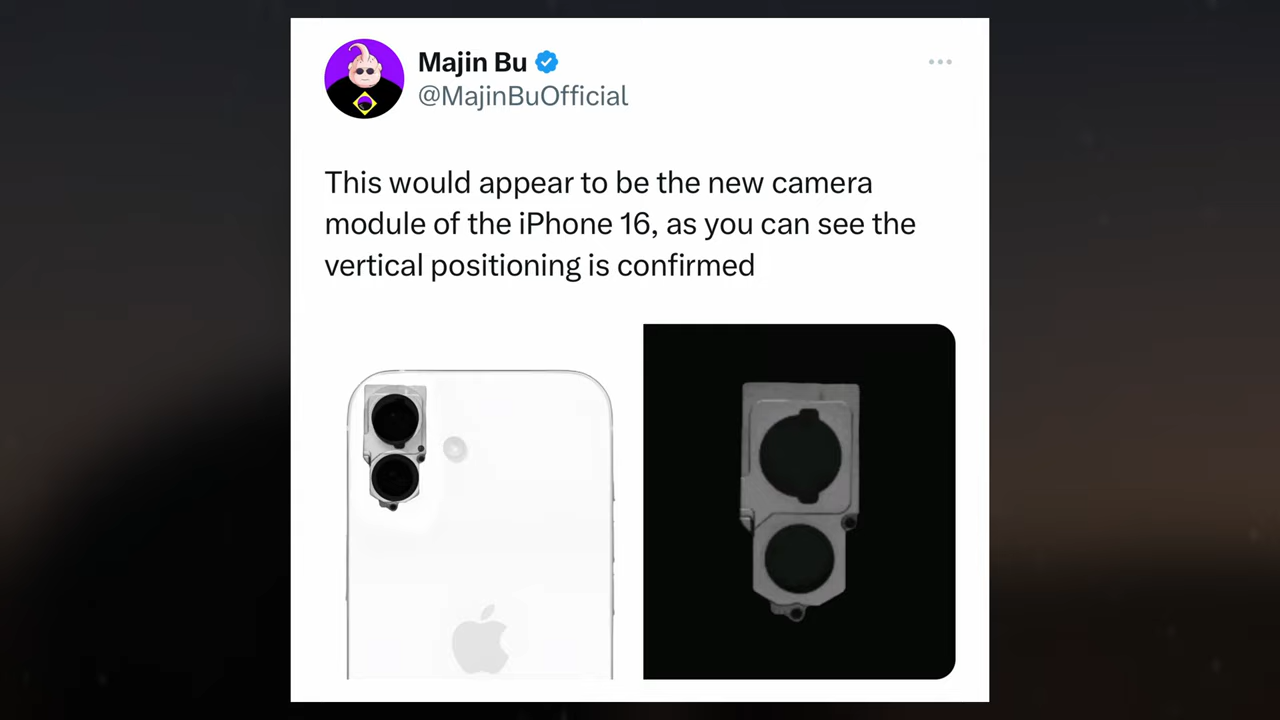 Majin Bu
@MajinBuOfficial
This would appear to be the new camera
module of the iPhone 16, as you can see the
vertical positioning is confirmed